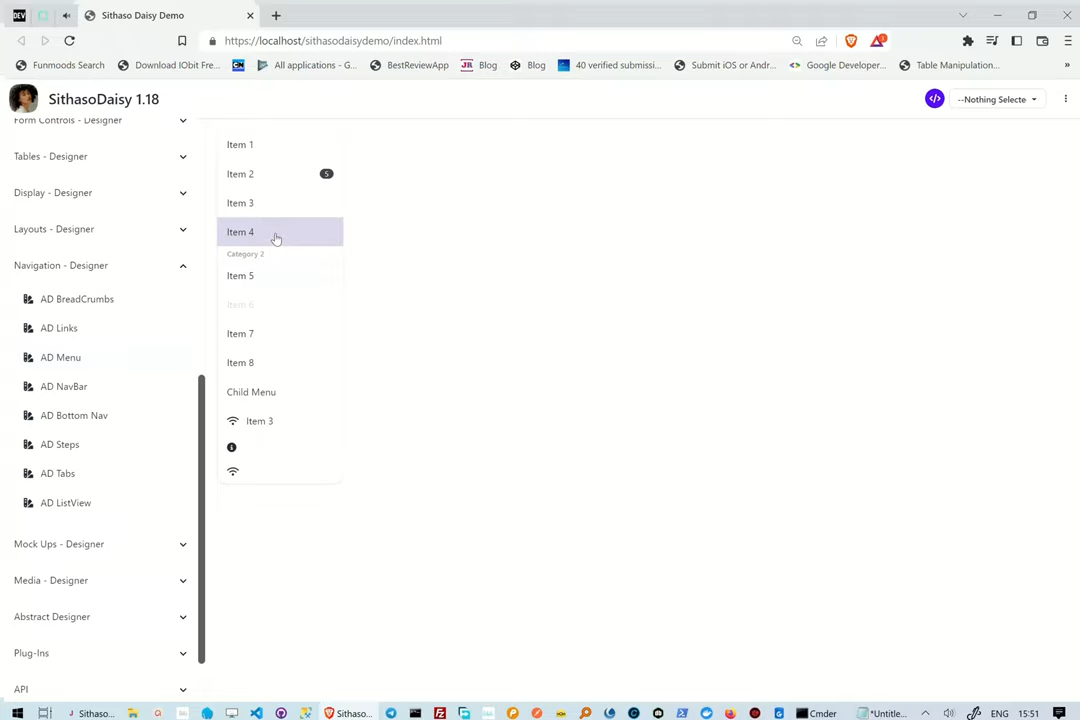 DEV
Sithaso Daisy Demo
https://localhost/sithasodaisydemo/index.html
Funmoods Search
Download IObit Fre...
CN
All applications - G...
BestReviewApp
JR Blog
Blog
40 verified submissi...
Submit iOS or Andr...
Google Developer...
Table Manipulation...
»
SithasoDaisy 1.18
--Nothing Selecte
Form Controls - Designer
Tables - Designer
Display - Designer
Layouts - Designer
Navigation - Designer
AD BreadCrumbs
AD Links
AD Menu
AD NavBar
AD Bottom Nav
AD Steps
AD Tabs
AD ListView
Mock Ups - Designer
Media - Designer
Abstract Designer
Plug-Ins
API
Item 1
Item 2 5
Item 3
Item 4
Category 2
Item 5
Item 6
Item 7
Item 8
Child Menu
Item 3
Sithaso...
Sithaso...
Cmder
*Untitle...
ENG
15:51